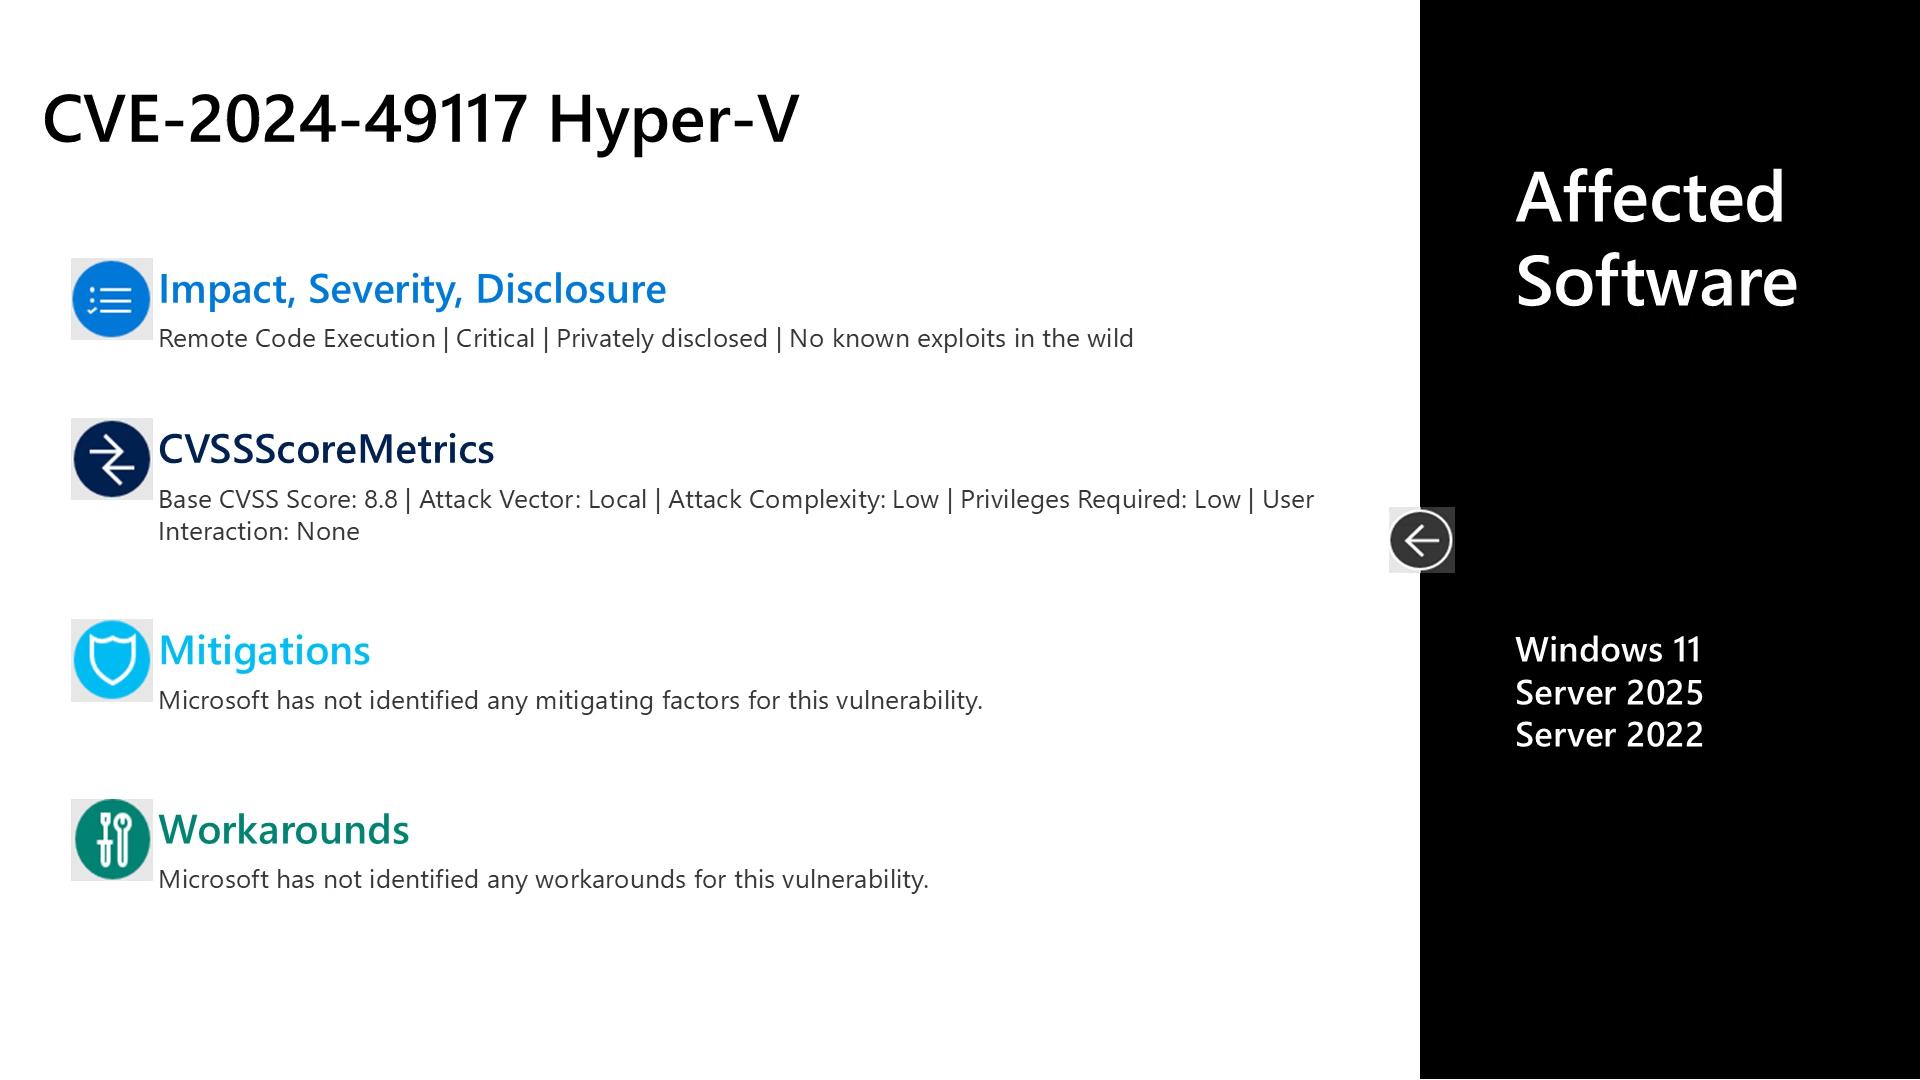 CVE-2024-49117 Hyper-V
Impact, Severity, Disclosure
Remote Code Execution | Critical | Privately disclosed | No known exploits in the wild
CVSSScoreMetrics
Base CVSS Score: 8.8 | Attack Vector: Local | Attack Complexity: Low | Privileges Required: Low | User
Interaction: None
Mitigations
Microsoft has not identified any mitigating factors for this vulnerability.
Workarounds
Microsoft has not identified any workarounds for this vulnerability.
Affected
Software
Windows 11
Server 2025
Server 2022